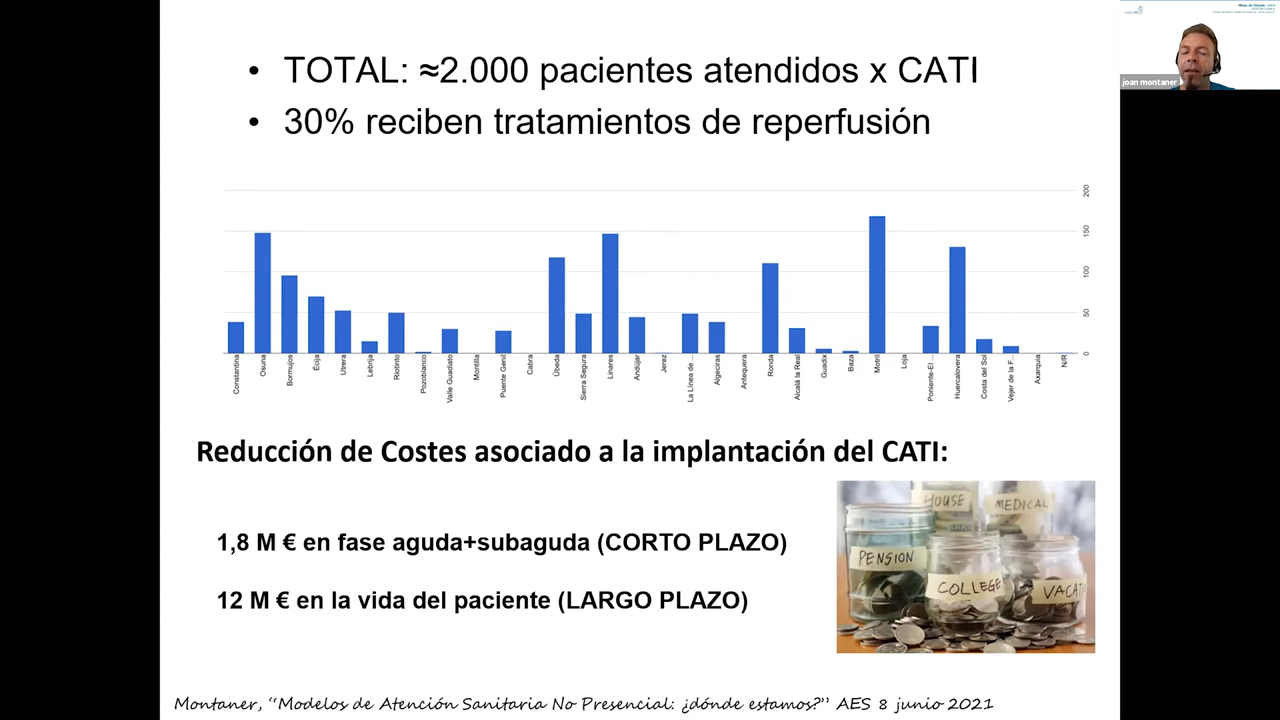 • TOTAL: ≈2.000 pacientes atendidos x CATI
• 30% reciben tratamientos de reperfusión
joan montaner
200
150
100
50
0
Constantina
Osuna
Bormujos
Écija
Utrera
Lebrija
Riotinto
Pozoblanco
Valle Guadiato
Montilla
Puente Genil
Cabra
Úbeda
Sierra Segura
Linares
Andújar
Jerez
La Línea de ...
Algeciras
Antequera
Ronda
Alcalá la Real
Guadix
Baza
Motril
Loja
Poniente-El ...
Huercalovera
Costa del Sol
Vejer de la F...
Axarquia
N/R
Reducción de Costes asociado a la implantación del CATI:
1,8 M € en fase aguda+subaguda (CORTO PLAZO)
12 M € en la vida del paciente (LARGO PLAZO)
HOUSE
MEDICAL
PENSION
COLLEGE
VACAT
Montaner, “Modelos de Atención Sanitaria No Presencial: ¿dónde estamos?” AES 8 junio 2021